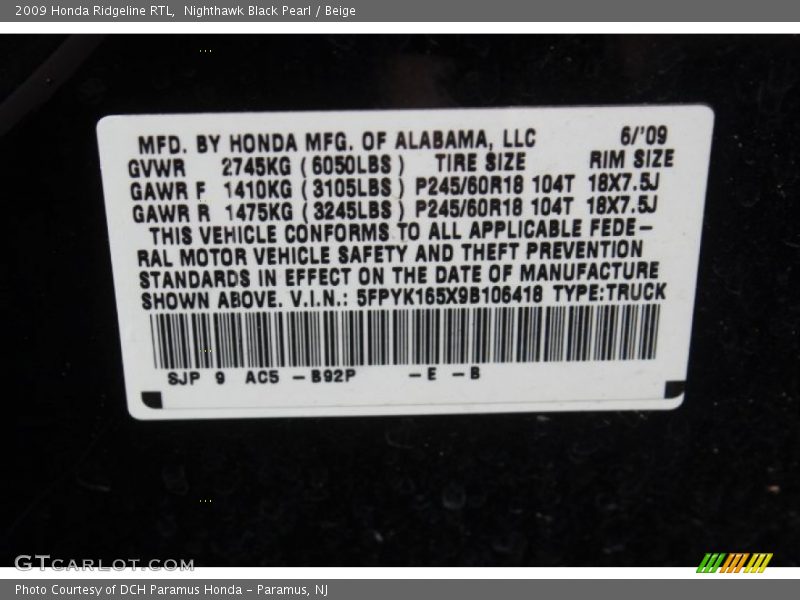 2009 Honda Ridgeline RTL, Nighthawk Black Pearl / Beige
MFD. BY HONDA MFG. OF ALABAMA, LLC 6/'09
GVWR 2745KG (6050LBS) TIRE SIZE RIM SIZE
GAWR F 1410KG (3105LBS) P245/60R18 104T 18X7.5J
GAWR R 1475KG (3245LBS) P245/60R18 104T 18X7.5J
THIS VEHICLE CONFORMS TO ALL APPLICABLE FEDE-
RAL MOTOR VEHICLE SAFETY AND THEFT PREVENTION
STANDARDS IN EFFECT ON THE DATE OF MANUFACTURE
SHOWN ABOVE. V.I.N.: 5FPYK165X9B106418 TYPE:TRUCK
SJP 9 AC5 -B92P -E -B
GTCARLOT.COM
Photo Courtesy of DCH Paramus Honda - Paramus, NJ